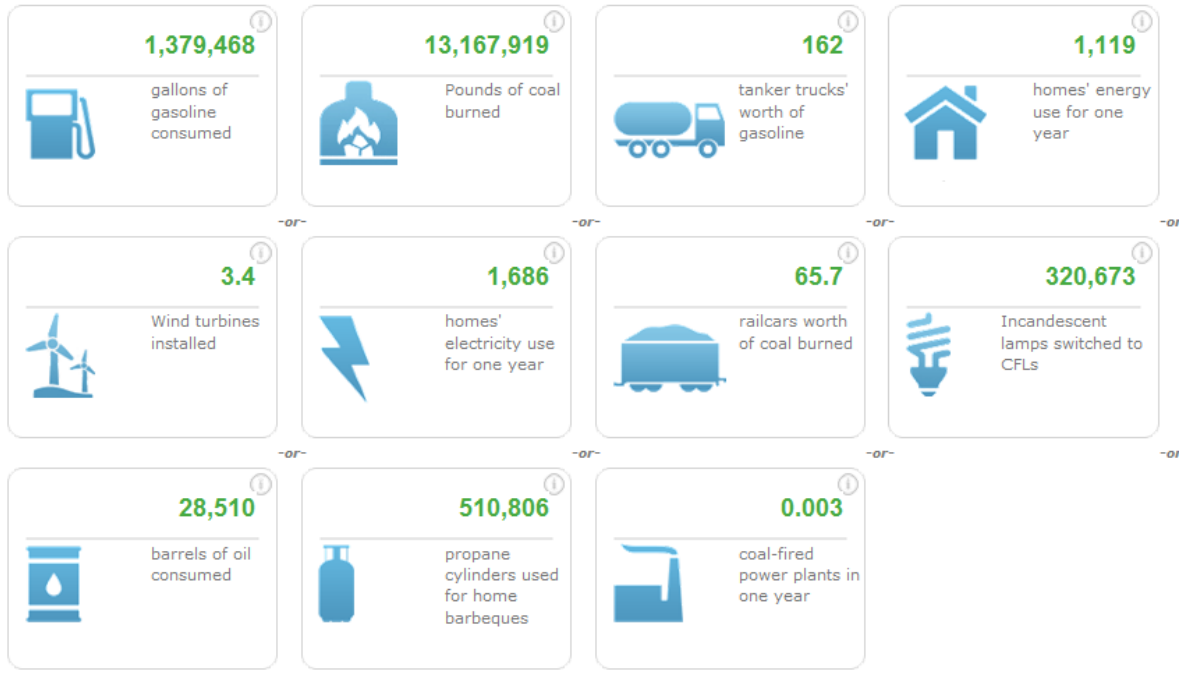 1,379,468
gallons of
gasoline
consumed
13,167,919
Pounds of coal
burned
162
tanker trucks'
worth of
gasoline
1,119
homes' energy
use for one
year
-or-
-or-
-or-
-or
3.4
Wind turbines
installed
1,686
homes'
electricity use
for one year
65.7
railcars worth
of coal burned
320,673
Incandescent
lamps switched to
CFLs
-or-
-or-
-or-
-or
28,510
barrels of oil
consumed
510,806
propane
cylinders used
for home
barbeques
0.003
coal-fired
power plants in
one year